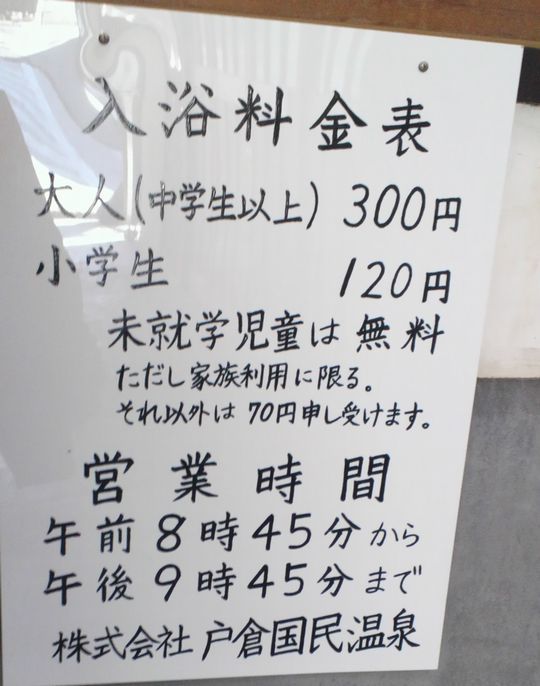 入浴料金表
大人(中学生以上) 300円
小学生 120円
未就学児童は無料
ただし家族利用に限る。
それ以外は70円申し受けます。
営業時間
午前8時45分から
午後9時45分まで
株式会社 戸倉国民温泉